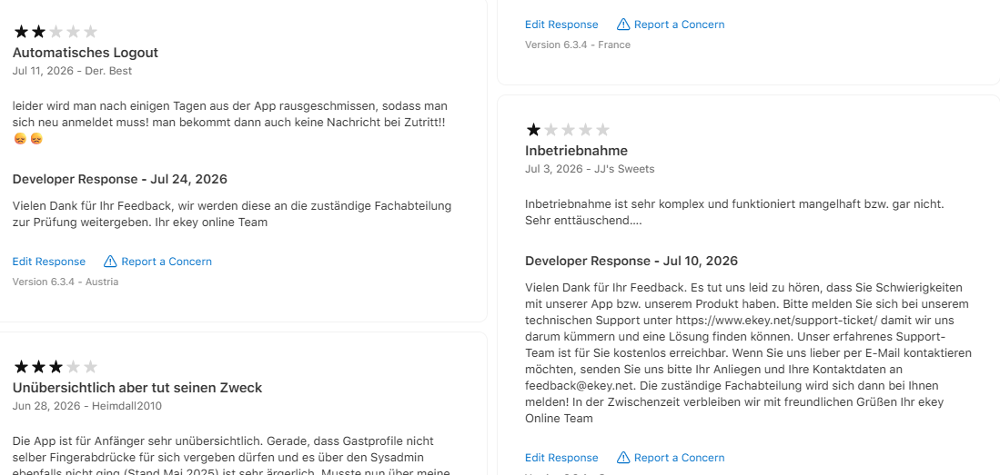 Automatisches Logout
Jul 11, 2026 - Der. Best
leider wird man nach einigen Tagen aus der App rausgeschmissen, sodass man
sich neu anmeldet muss! man bekommt dann auch keine Nachricht bei Zutritt!!
😞😞
Developer Response - Jul 24, 2026
Vielen Dank für Ihr Feedback, wir werden diese an die zuständige Fachabteilung
zur Prüfung weitergeben. Ihr ekey online Team
Edit Response Report a Concern
Version 6.3.4 - Austria
Unübersichtlich aber tut seinen Zweck
Jun 28, 2026 - Heimdall2010
Die App ist für Anfänger sehr unübersichtlich. Gerade, dass Gastprofile nicht
selber Fingerabdrücke für sich vergeben dürfen und es über den Sysadmin
ebenfalls nicht ging (Stand Mai 2025) ist sehr ärgerlich. Musste nun über meine
Edit Response Report a Concern
Version 6.3.4 - France
Inbetriebnahme
Jul 3, 2026 - JJ's Sweets
Inbetriebnahme ist sehr komplex und funktioniert mangelhaft bzw. gar nicht.
Sehr enttäuschend....
Developer Response - Jul 10, 2026
Vielen Dank für Ihr Feedback. Es tut uns leid zu hören, dass Sie Schwierigkeiten
mit unserer App bzw. unserem Produkt haben. Bitte melden Sie sich bei unserem
technischen Support unter https://www.ekey.net/support-ticket/ damit wir uns
darum kümmern und eine Lösung finden können. Unser erfahrenes Support-
Team ist für Sie kostenlos erreichbar. Wenn Sie uns lieber per E-Mail kontaktieren
möchten, senden Sie uns bitte Ihr Anliegen und Ihre Kontaktdaten an
feedback@ekey.net. Die zuständige Fachabteilung wird sich dann bei Ihnen
melden! In der Zwischenzeit verbleiben wir mit freundlichen Grüßen Ihr ekey
Online Team
Edit Response Report a Concern